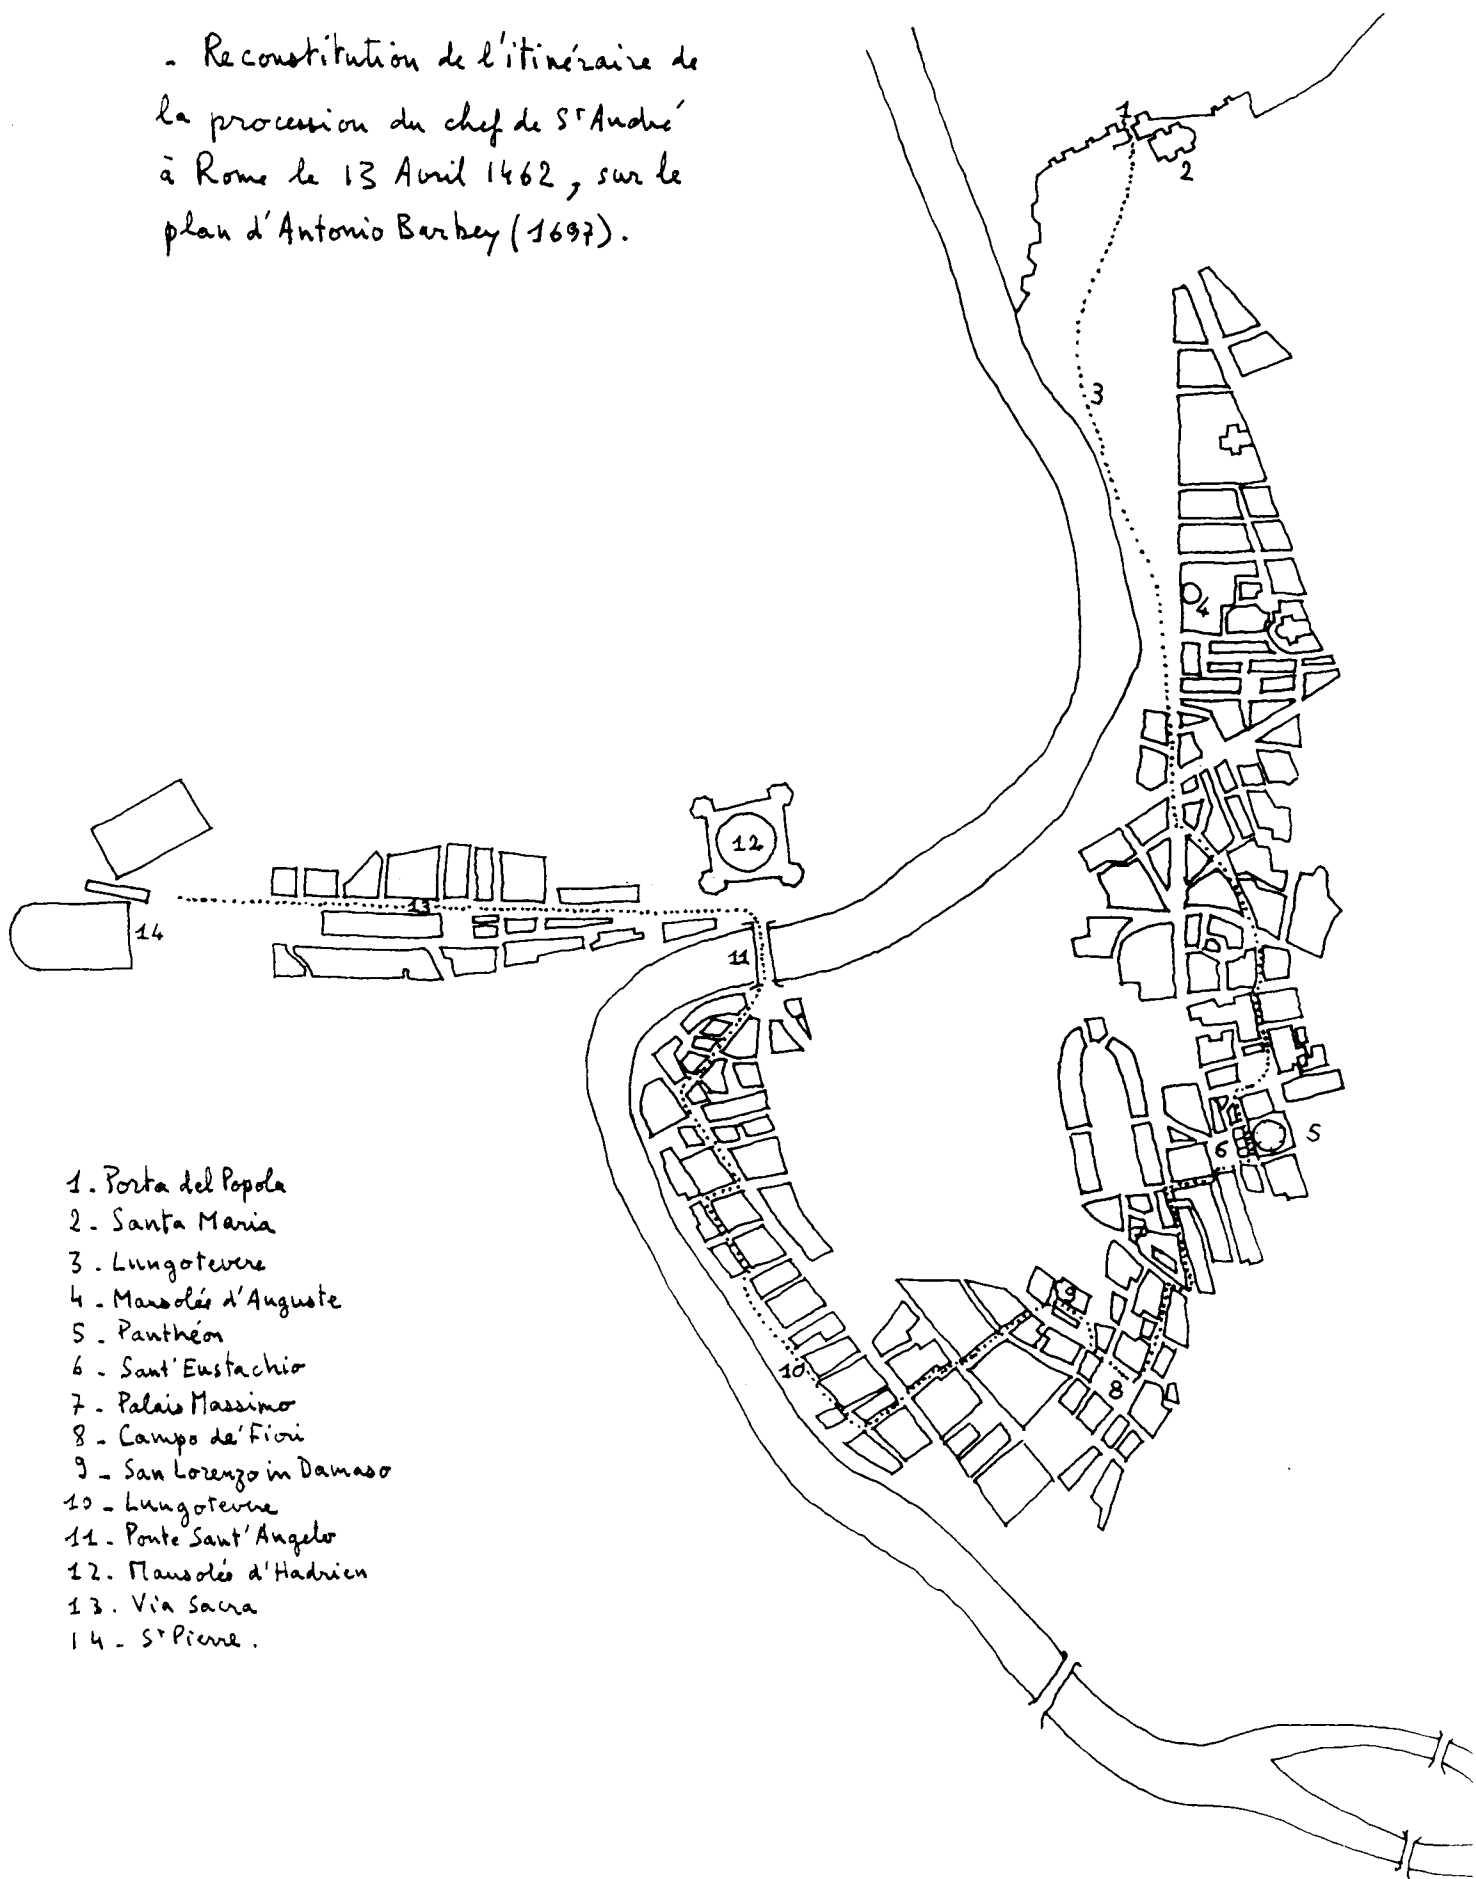 - Reconstitution de l'itinéraire de
la procession du chef de St André
à Rome le 13 Avril 1462, sur le
plan d'Antonio Barbey (1697).
1
2
3
4
12
13
14
11
5
6
7
9
10
8
1. Porta del Popola
2 - Santa Maria
3 - Lungotevere
4 - Mausolée d'Auguste
5 - Panthéon
6 - Sant'Eustachio
7 - Palais Massimo
8 - Campo de' Fiori
9 - San Lorenzo in Damaso
10 - Lungotevere
11 - Ponte Sant'Angelo
12. Mausolée d'Hadrien
13. Via Sacra
14 - St Pierre.